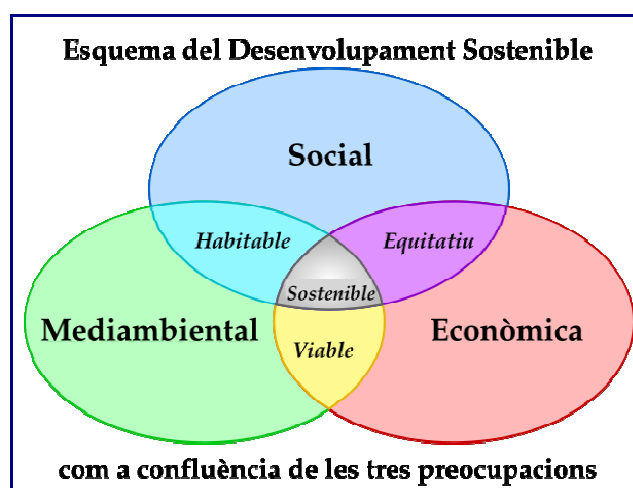 Esquema del Desenvolupament Sostenible
Social
Habitable
Equitatiu
Sostenible
Mediambiental
Econòmica
Viable
com a confluència de les tres preocupacions